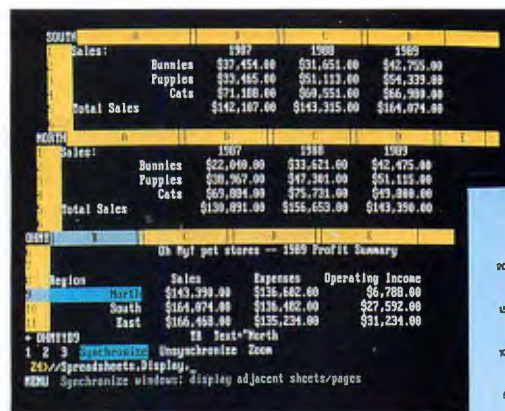 SOUTH A B C D
Sales: 1987 1988 1989
Bunnies $37,454.00 $31,651.00 $42,755.00
Puppies $33,465.00 $51,113.00 $54,339.00
Cats $71,188.00 $60,551.00 $66,980.00
Total Sales $142,107.00 $143,315.00 $164,074.00
NORTH A B C D E
Sales: 1987 1988 1989
Bunnies $22,040.00 $33,621.00 $42,475.00
Puppies $38,967.00 $47,301.00 $51,115.00
Cats $69,884.00 $75,731.00 $49,800.00
Total Sales $130,891.00 $156,653.00 $143,390.00
Oh My! pet stores -- 1989 Profit Summary
Region Sales Expenses Operating Income
9 North $143,390.00 $136,602.00 $6,788.00
10 South $164,074.00 $136,482.00 $27,592.00
11 East $166,468.00 $135,234.00 $31,234.00
Text="North
1 2 3 Synchronize Unsynchronize Zoom
//Spreadsheets,Display,_
MENU Synchronize windows: display adjacent sheets/pages